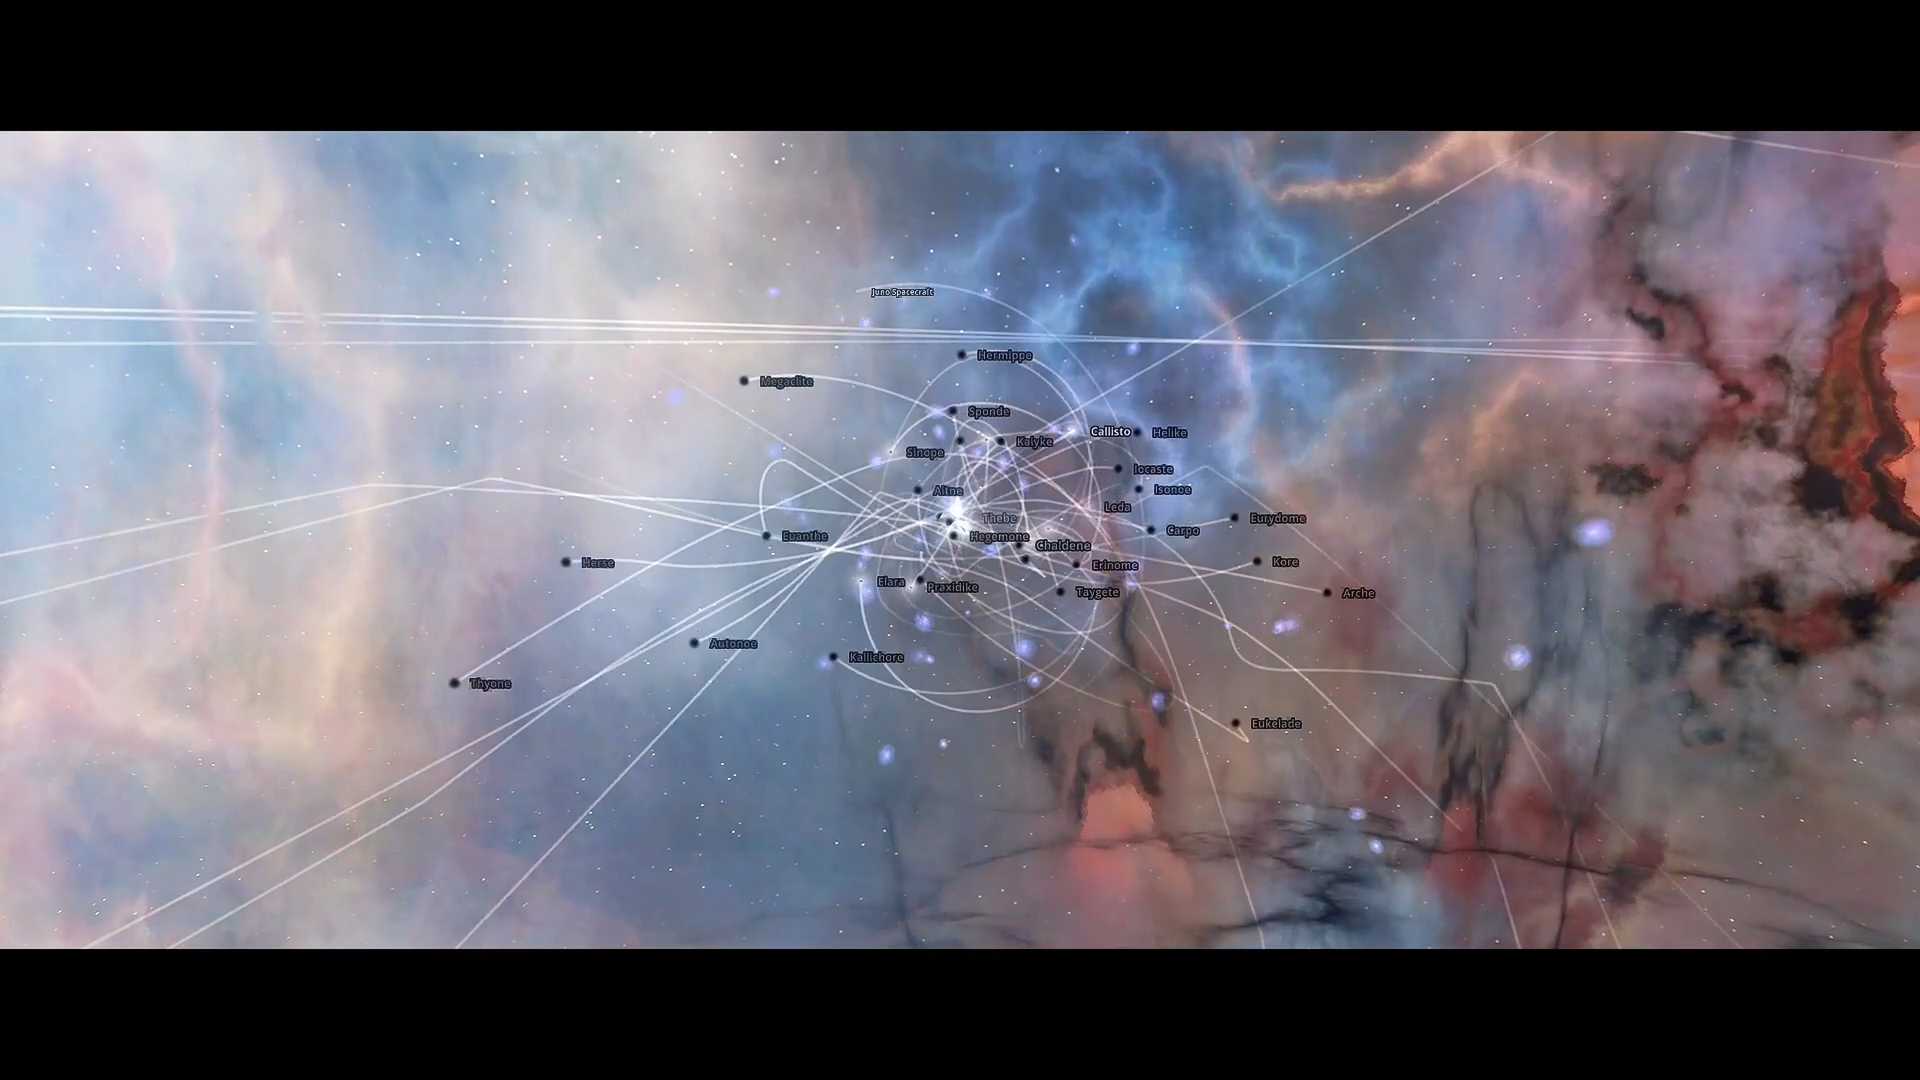 Juno Spacecraft
Hermippe
Megaclite
Sponde
Callisto
Helike
Kalyke
Sinope
Iocaste
Aitne
Isonoe
Leda
Thebe
Eurydome
Carpo
Euanthe
Hegemone
Chaldene
Herse
Kore
Erinome
Elara
Praxidike
Taygete
Arche
Autonoe
Kallichore
Thyone
Eukelade